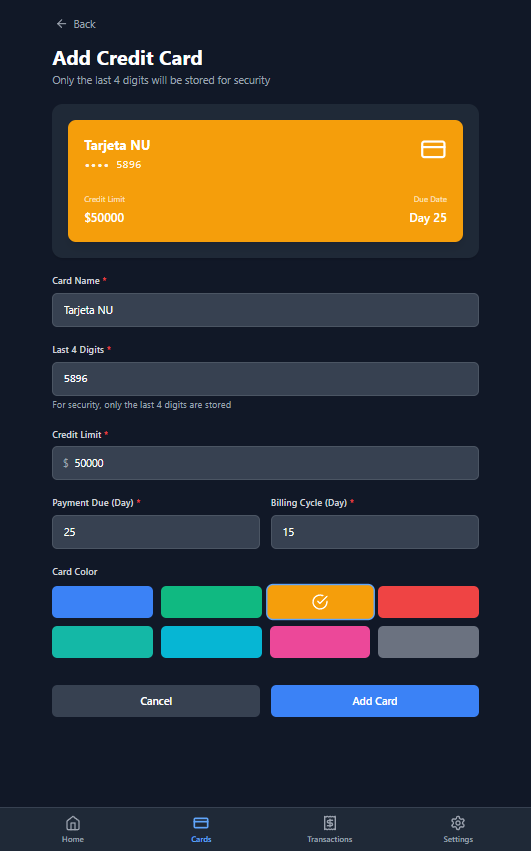 Back
Add Credit Card
Only the last 4 digits will be stored for security
Tarjeta NU
•••• 5896
Credit Limit Due Date
$50000 Day 25
Card Name *
Tarjeta NU
Last 4 Digits *
5896
For security, only the last 4 digits are stored
Credit Limit *
$ 50000
Payment Due (Day) * Billing Cycle (Day) *
25 15
Card Color
Cancel Add Card
Home Cards Transactions Settings